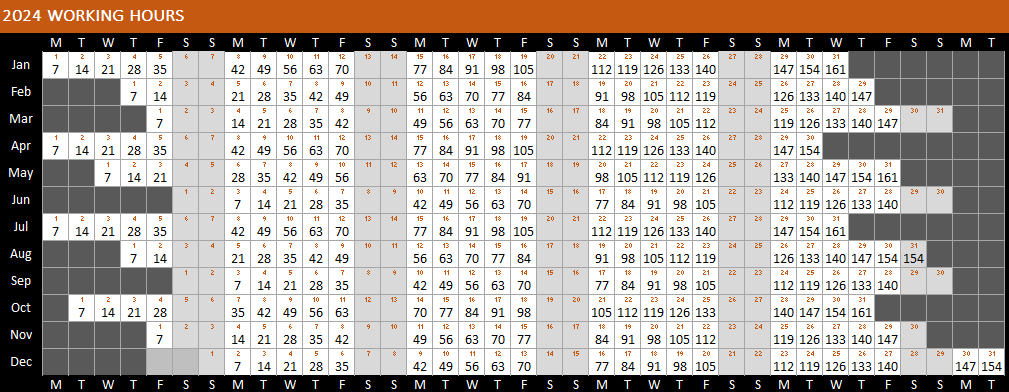 2024 WORKING HOURS
M T W T F S S M T W T F S S M T W T F S S M T W T F S S M T W T F S S M T
1 2 3 4 5 6 7 8 9 10 11 12 13 14 15 16 17 18 19 20 21 22 23 24 25 26 27 28 29 30 31
Jan 7 14 21 28 35 42 49 56 63 70 77 84 91 98 105 112 119 126 133 140 147 154 161
1 2 3 4 5 6 7 8 9 10 11 12 13 14 15 16 17 18 19 20 21 22 23 24 25 26 27 28 29
Feb 7 14 21 28 35 42 49 56 63 70 77 84 91 98 105 112 119 126 133 140 147
1 2 3 4 5 6 7 8 9 10 11 12 13 14 15 16 17 18 19 20 21 22 23 24 25 26 27 28 29 30 31
Mar 7 14 21 28 35 42 49 56 63 70 77 84 91 98 105 112 119 126 133 140 147
1 2 3 4 5 6 7 8 9 10 11 12 13 14 15 16 17 18 19 20 21 22 23 24 25 26 27 28 29 30
Apr 7 14 21 28 35 42 49 56 63 70 77 84 91 98 105 112 119 126 133 140 147 154
1 2 3 4 5 6 7 8 9 10 11 12 13 14 15 16 17 18 19 20 21 22 23 24 25 26 27 28 29 30 31
May 7 14 21 28 35 42 49 56 63 70 77 84 91 98 105 112 119 126 133 140 147 154 161
1 2 3 4 5 6 7 8 9 10 11 12 13 14 15 16 17 18 19 20 21 22 23 24 25 26 27 28 29 30
Jun 7 14 21 28 35 42 49 56 63 70 77 84 91 98 105 112 119 126 133 140
1 2 3 4 5 6 7 8 9 10 11 12 13 14 15 16 17 18 19 20 21 22 23 24 25 26 27 28 29 30 31
Jul 7 14 21 28 35 42 49 56 63 70 77 84 91 98 105 112 119 126 133 140 147 154 161
1 2 3 4 5 6 7 8 9 10 11 12 13 14 15 16 17 18 19 20 21 22 23 24 25 26 27 28 29 30 31
Aug 7 14 21 28 35 42 49 56 63 70 77 84 91 98 105 112 119 126 133 140 147 154 154
1 2 3 4 5 6 7 8 9 10 11 12 13 14 15 16 17 18 19 20 21 22 23 24 25 26 27 28 29 30
Sep 7 14 21 28 35 42 49 56 63 70 77 84 91 98 105 112 119 126 133 140
1 2 3 4 5 6 7 8 9 10 11 12 13 14 15 16 17 18 19 20 21 22 23 24 25 26 27 28 29 30 31
Oct 7 14 21 28 35 42 49 56 63 70 77 84 91 98 105 112 119 126 133 140 147 154 161
1 2 3 4 5 6 7 8 9 10 11 12 13 14 15 16 17 18 19 20 21 22 23 24 25 26 27 28 29 30
Nov 7 14 21 28 35 42 49 56 63 70 77 84 91 98 105 112 119 126 133 140 147
1 2 3 4 5 6 7 8 9 10 11 12 13 14 15 16 17 18 19 20 21 22 23 24 25 26 27 28 29 30 31
Dec 7 14 21 28 35 42 49 56 63 70 77 84 91 98 105 112 119 126 133 140 147 154
M T W T F S S M T W T F S S M T W T F S S M T W T F S S M T W T F S S M T